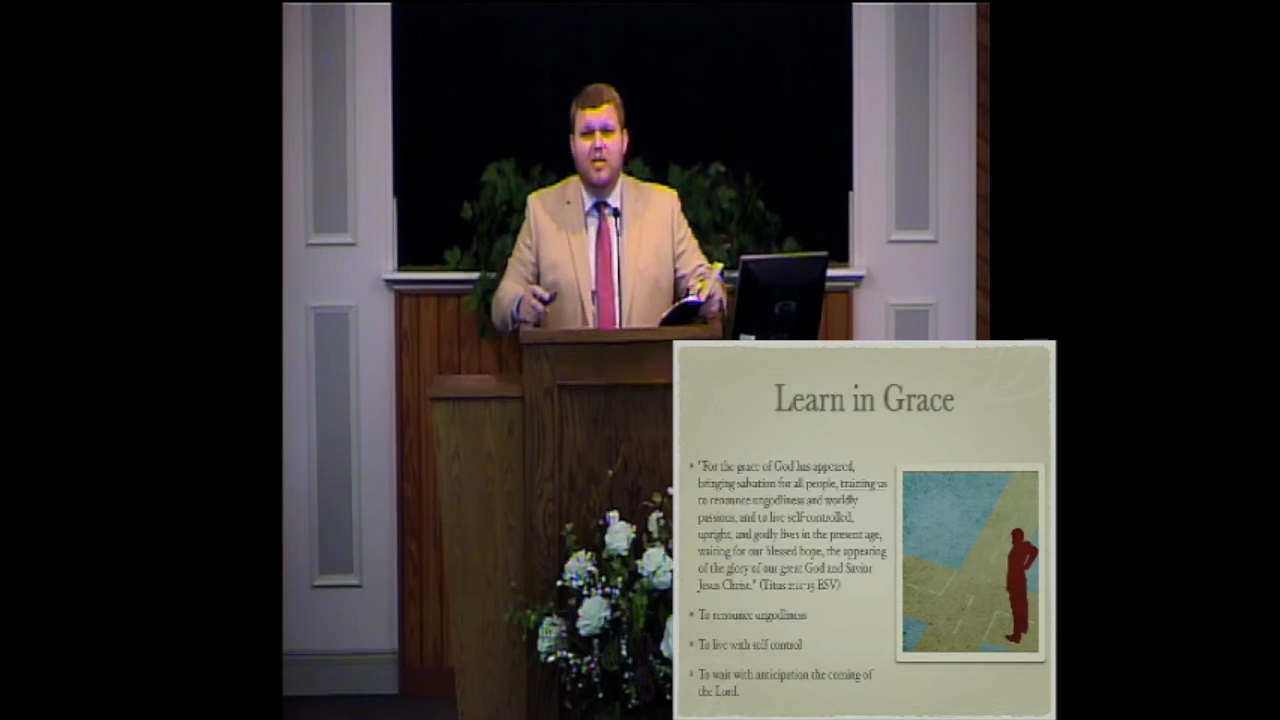 Learn in Grace
* "For the grace of God has appeared,
bringing salvation for all people, training us
to renounce ungodliness and worldly
passions, and to live self-controlled,
upright, and godly lives in the present age,
waiting for our blessed hope, the appearing
of the glory of our great God and Savior
Jesus Christ." (Titus 2:11-13 ESV)
* To renounce ungodliness
* To live with self control
* To wait with anticipation the coming of
the Lord.